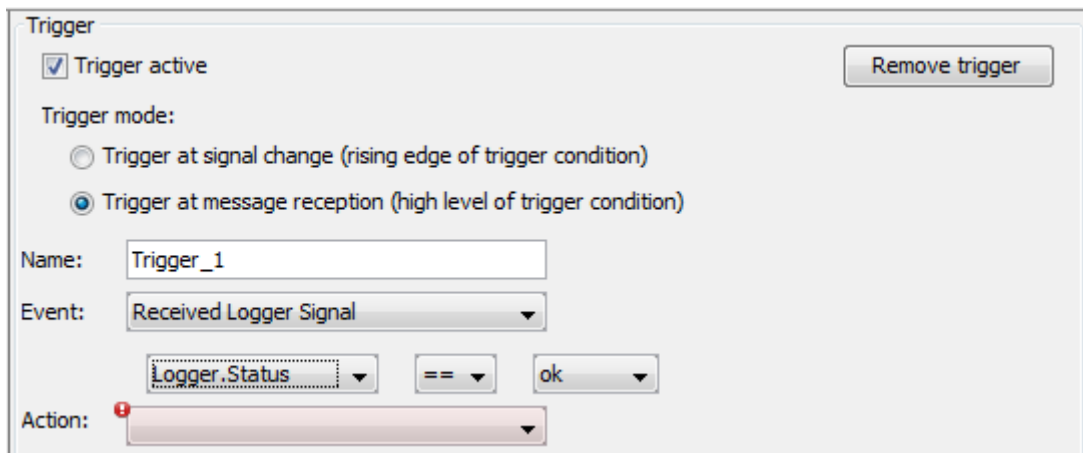 Trigger
Trigger active
Remove trigger
Trigger mode:
Trigger at signal change (rising edge of trigger condition)
Trigger at message reception (high level of trigger condition)
Name: Trigger_1
Event: Received Logger Signal
Logger.Status == ok
Action: